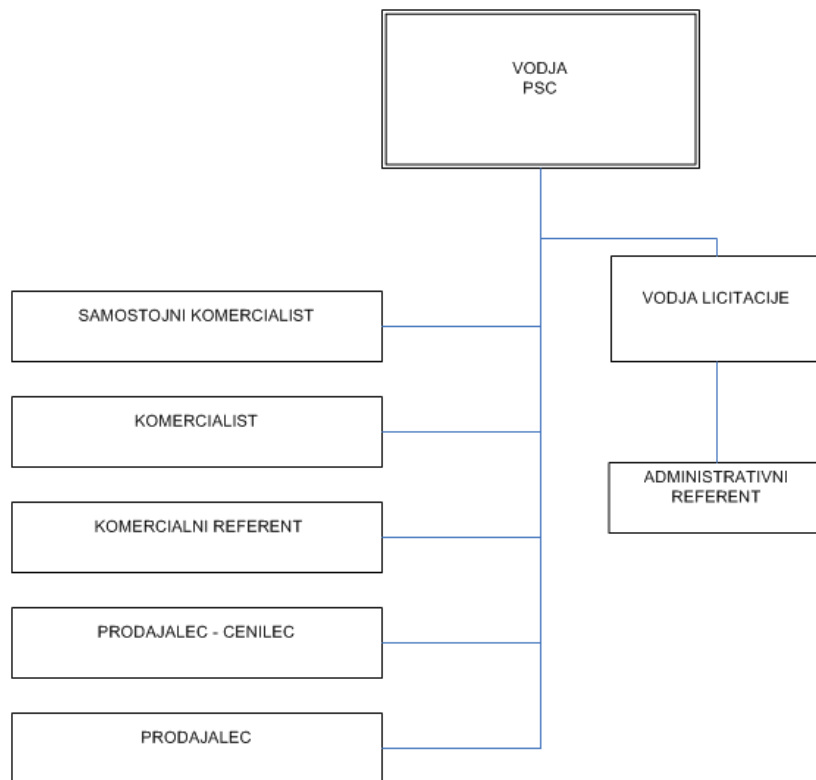 VODJA
PSC
VODJA LICITACIJE
SAMOSTOJNI KOMERCIALIST
KOMERCIALIST
ADMINISTRATIVNI
REFERENT
KOMERCIALNI REFERENT
PRODAJALEC - CENILEC
PRODAJALEC